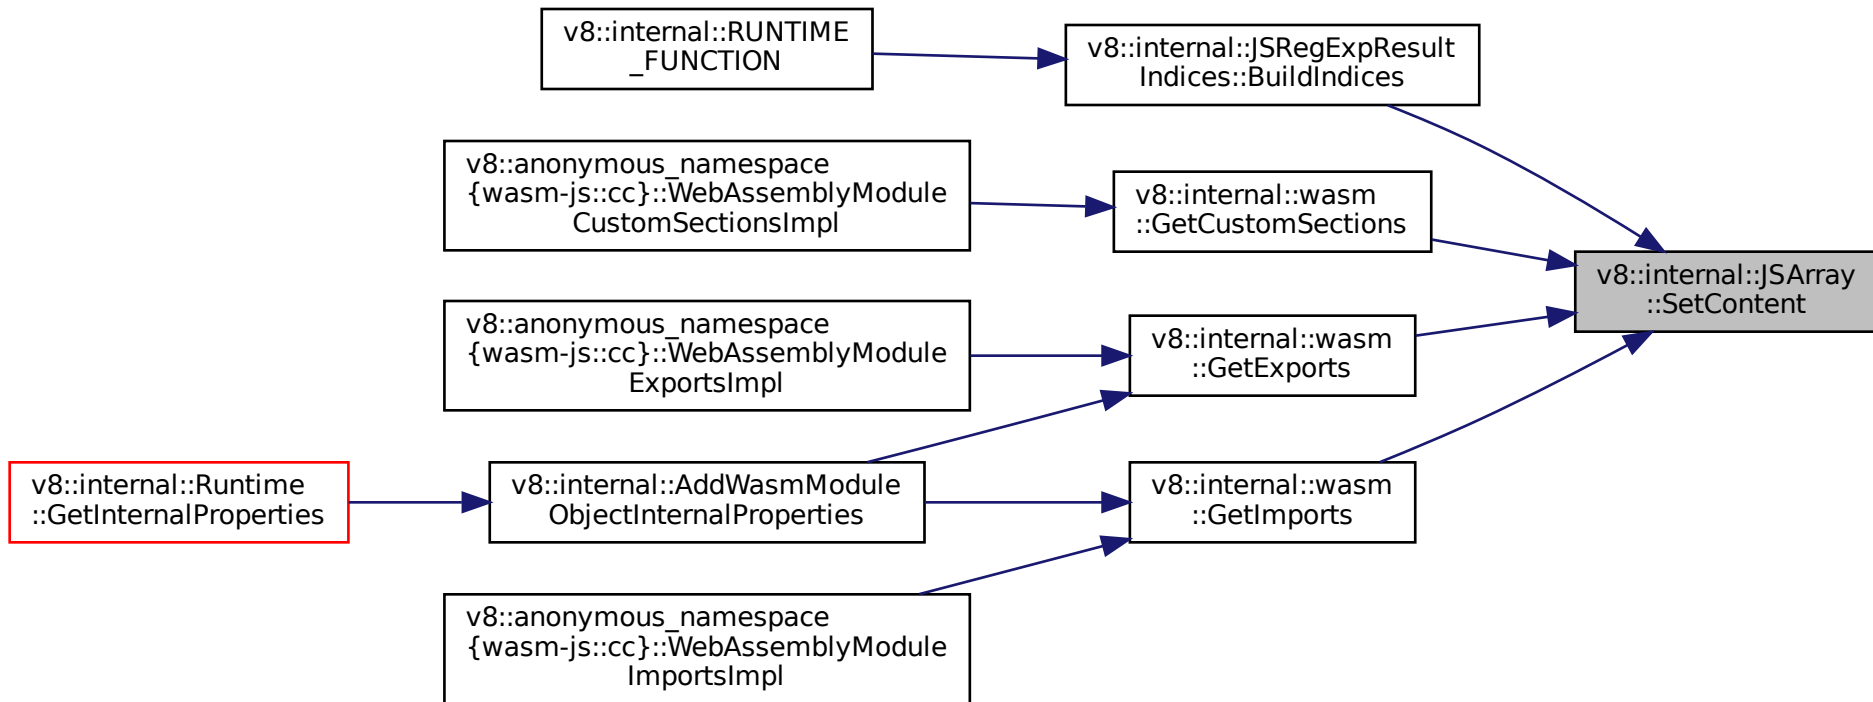 v8::internal::RUNTIME
_FUNCTION
v8::internal::JSRegExpResult
Indices::BuildIndices
v8::anonymous_namespace
{wasm-js::cc}::WebAssemblyModule
CustomSectionsImpl
v8::internal::wasm
::GetCustomSections
v8::internal::JSArray
::SetContent
v8::anonymous_namespace
{wasm-js::cc}::WebAssemblyModule
ExportsImpl
v8::internal::wasm
::GetExports
v8::internal::Runtime
::GetInternalProperties
v8::internal::AddWasmModule
ObjectInternalProperties
v8::internal::wasm
::GetImports
v8::anonymous_namespace
{wasm-js::cc}::WebAssemblyModule
ImportsImpl